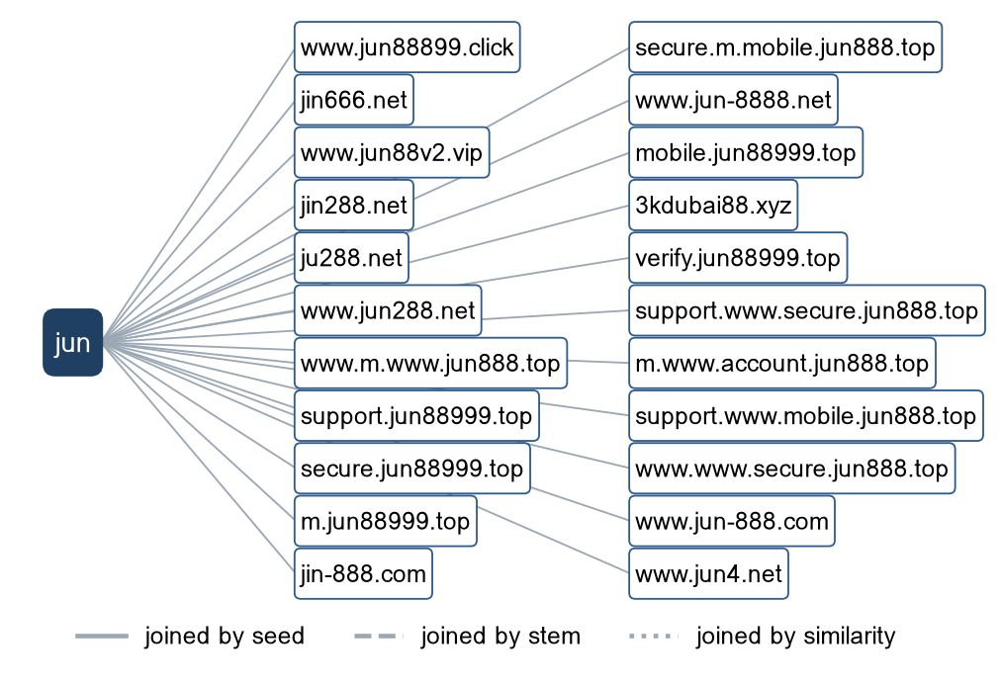 www.jun88899.click
jin666.net
www.jun88v2.vip
jin288.net
ju288.net
www.jun288.net
www.m.www.jun888.top
support.jun88999.top
secure.jun88999.top
m.jun88999.top
jin-888.com
secure.m.mobile.jun888.top
www.jun-8888.net
mobile.jun88999.top
3kdubai88.xyz
verify.jun88999.top
support.www.secure.jun888.top
m.www.account.jun888.top
support.www.mobile.jun888.top
www.www.secure.jun888.top
www.jun-888.com
www.jun4.net
jun
joined by seed
joined by stem
joined by similarity